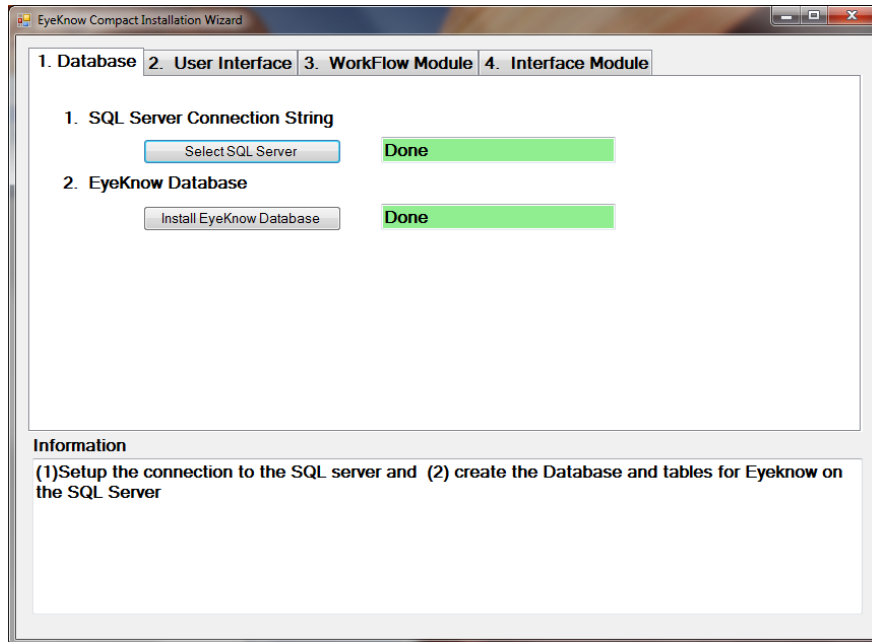 EyeKnow Compact Installation Wizard
1. Database 2. User Interface 3. WorkFlow Module 4. Interface Module
1. SQL Server Connection String
Select SQL Server Done
2. EyeKnow Database
Install EyeKnow Database Done
Information
(1)Setup the connection to the SQL server and (2) create the Database and tables for Eyeknow on
the SQL Server